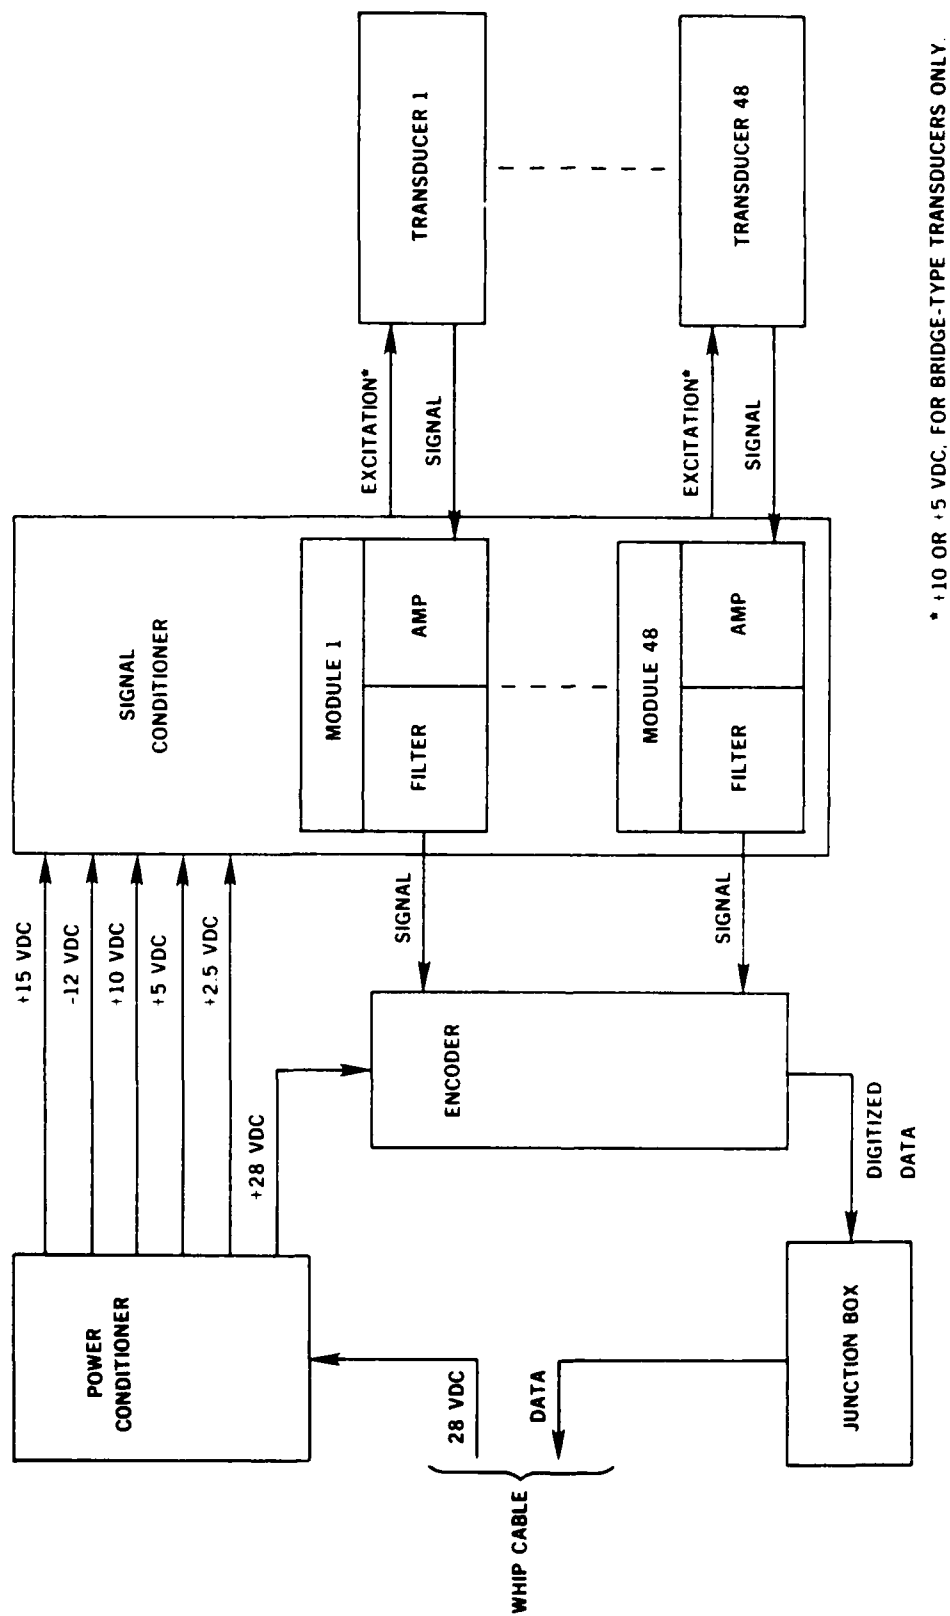 POWER
CONDITIONER
+15 VDC
-12 VDC
+10 VDC
+5 VDC
+2.5 VDC
+28 VDC
SIGNAL
CONDITIONER
MODULE 1
FILTER
AMP
EXCITATION*
SIGNAL
TRANSDUCER 1
SIGNAL
MODULE 48
FILTER
AMP
EXCITATION*
SIGNAL
TRANSDUCER 48
SIGNAL
ENCODER
28 VDC
DATA
WHIP CABLE
JUNCTION BOX
DIGITIZED
DATA
* +10 OR +5 VDC, FOR BRIDGE-TYPE TRANSDUCERS ONLY.